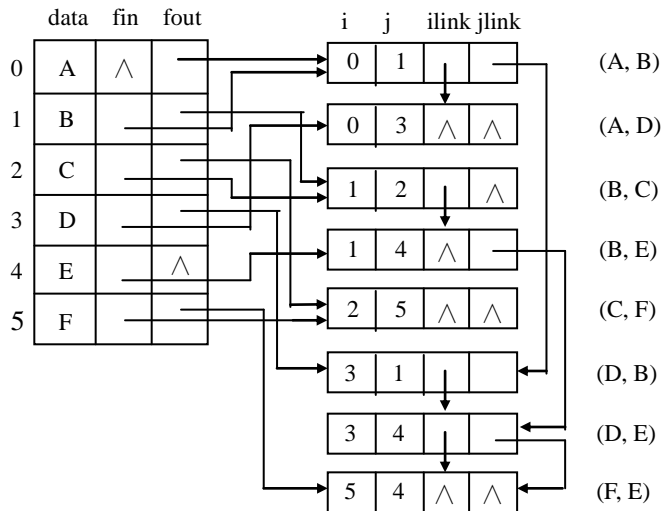 data fin fout i j ilink jlink
0 A ∧ 0 1 (A, B)
1 B 0 3 ∧ ∧ (A, D)
2 C 1 2 ∧ (B, C)
3 D 1 4 ∧ (B, E)
4 E ∧ 2 5 ∧ ∧ (C, F)
5 F 3 1 (D, B)
3 4 (D, E)
5 4 ∧ ∧ (F, E)